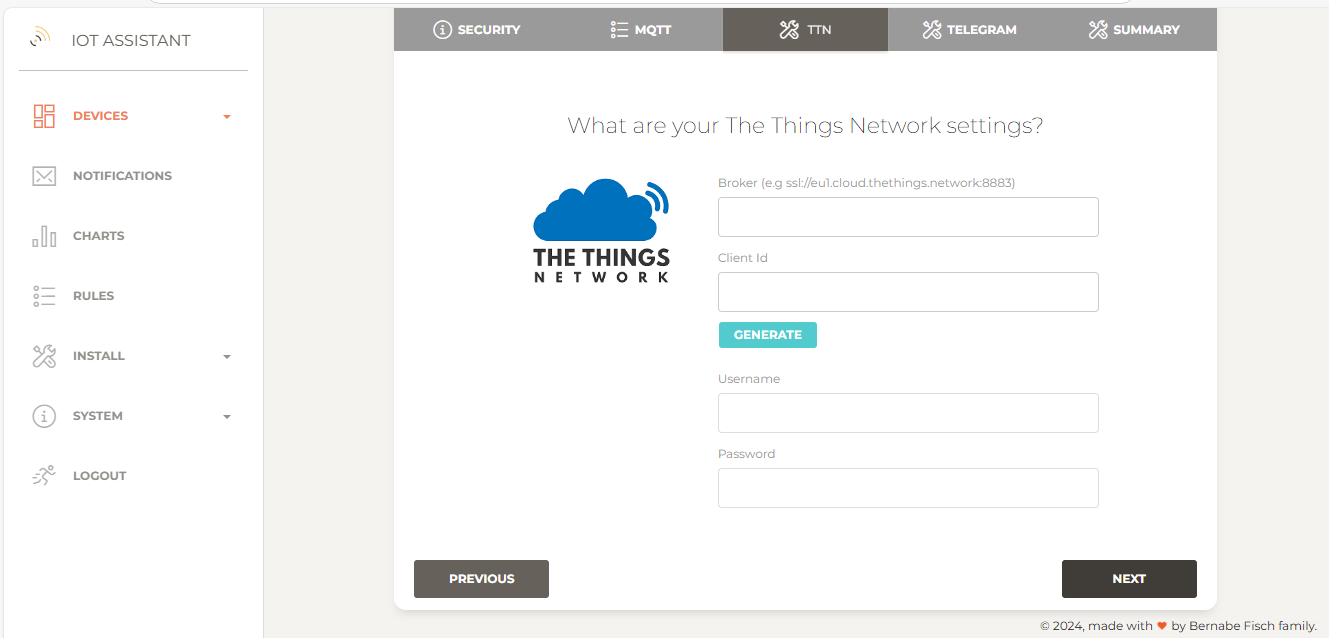 IOT ASSISTANT
DEVICES
NOTIFICATIONS
CHARTS
RULES
INSTALL
SYSTEM
LOGOUT
SECURITY MQTT TTN TELEGRAM SUMMARY
What are your The Things Network settings?
THE THINGS
NETWORK
Broker (e.g ssl://eu1.cloud.thethings.network:8883)
Client Id
GENERATE
Username
Password
PREVIOUS NEXT
© 2024, made with ♥ by Bernabe Fisch family.